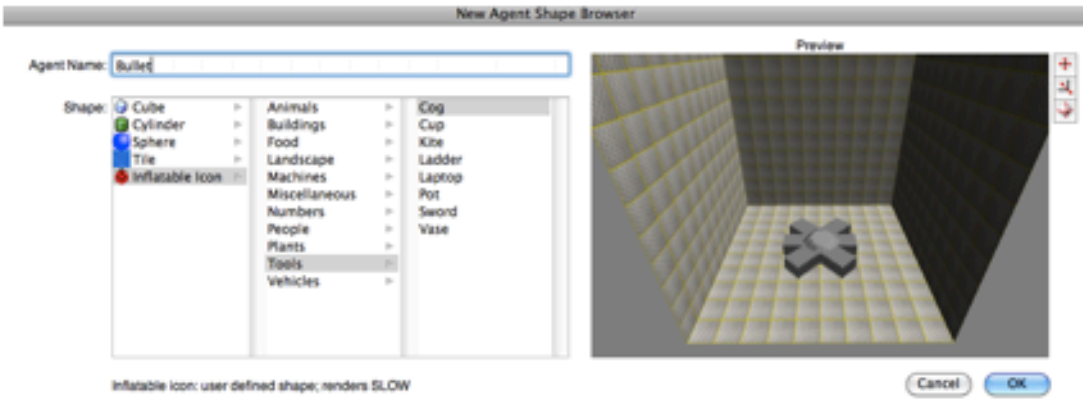 New Agent Shape Browser
Agent Name: Bullet
Preview
Shape:
Cube
Cylinder
Sphere
Tile
Inflatable Icon
Animals
Buildings
Food
Landscape
Machines
Miscellaneous
Numbers
People
Plants
Tools
Vehicles
Cog
Cup
Kite
Ladder
Laptop
Pot
Sword
Vase
Inflatable icon: user defined shape; renders SLOW
Cancel
OK